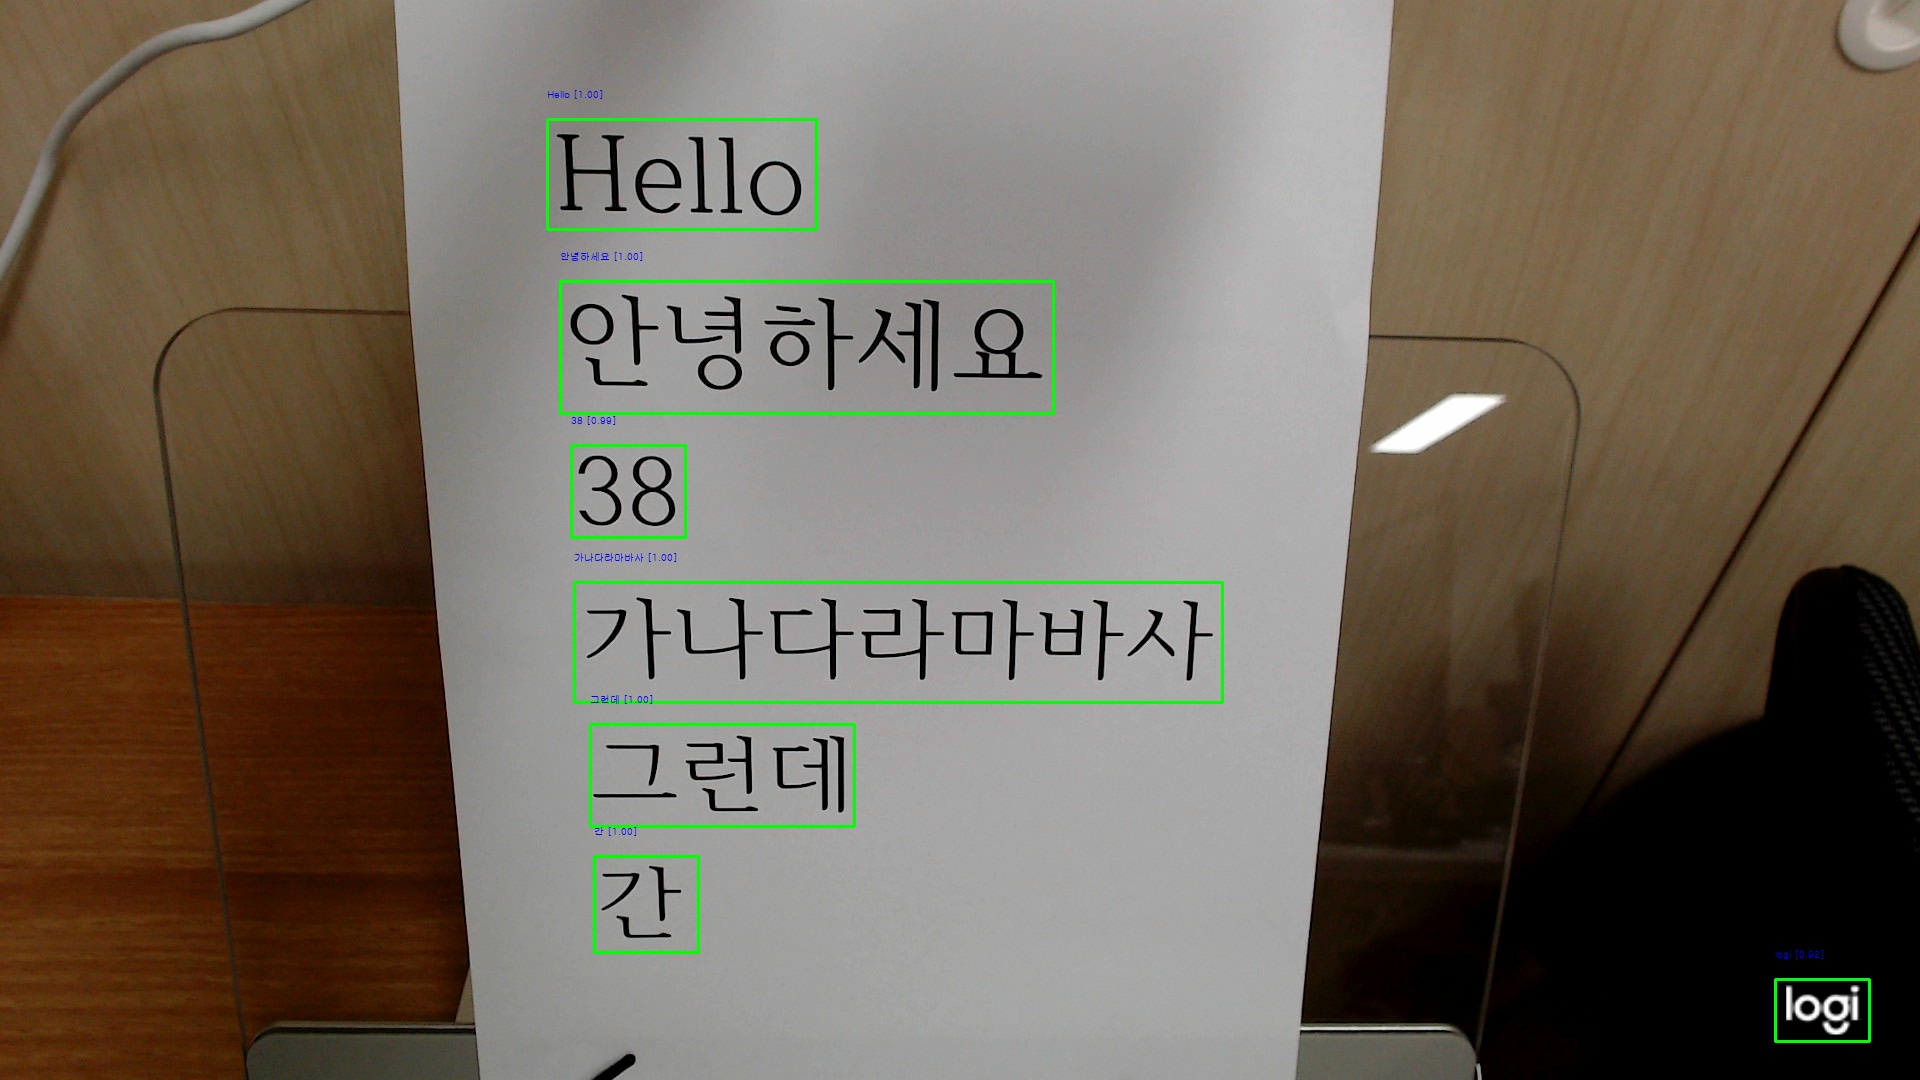 Hello [1.00]
Hello
안녕하세요 [1.00]
안녕하세요
38 [0.99]
38
가나다라마바사 [1.00]
가나다라마바사
그런데 [1.00]
그런데
간 [1.00]
간
logi [0.92]
logi